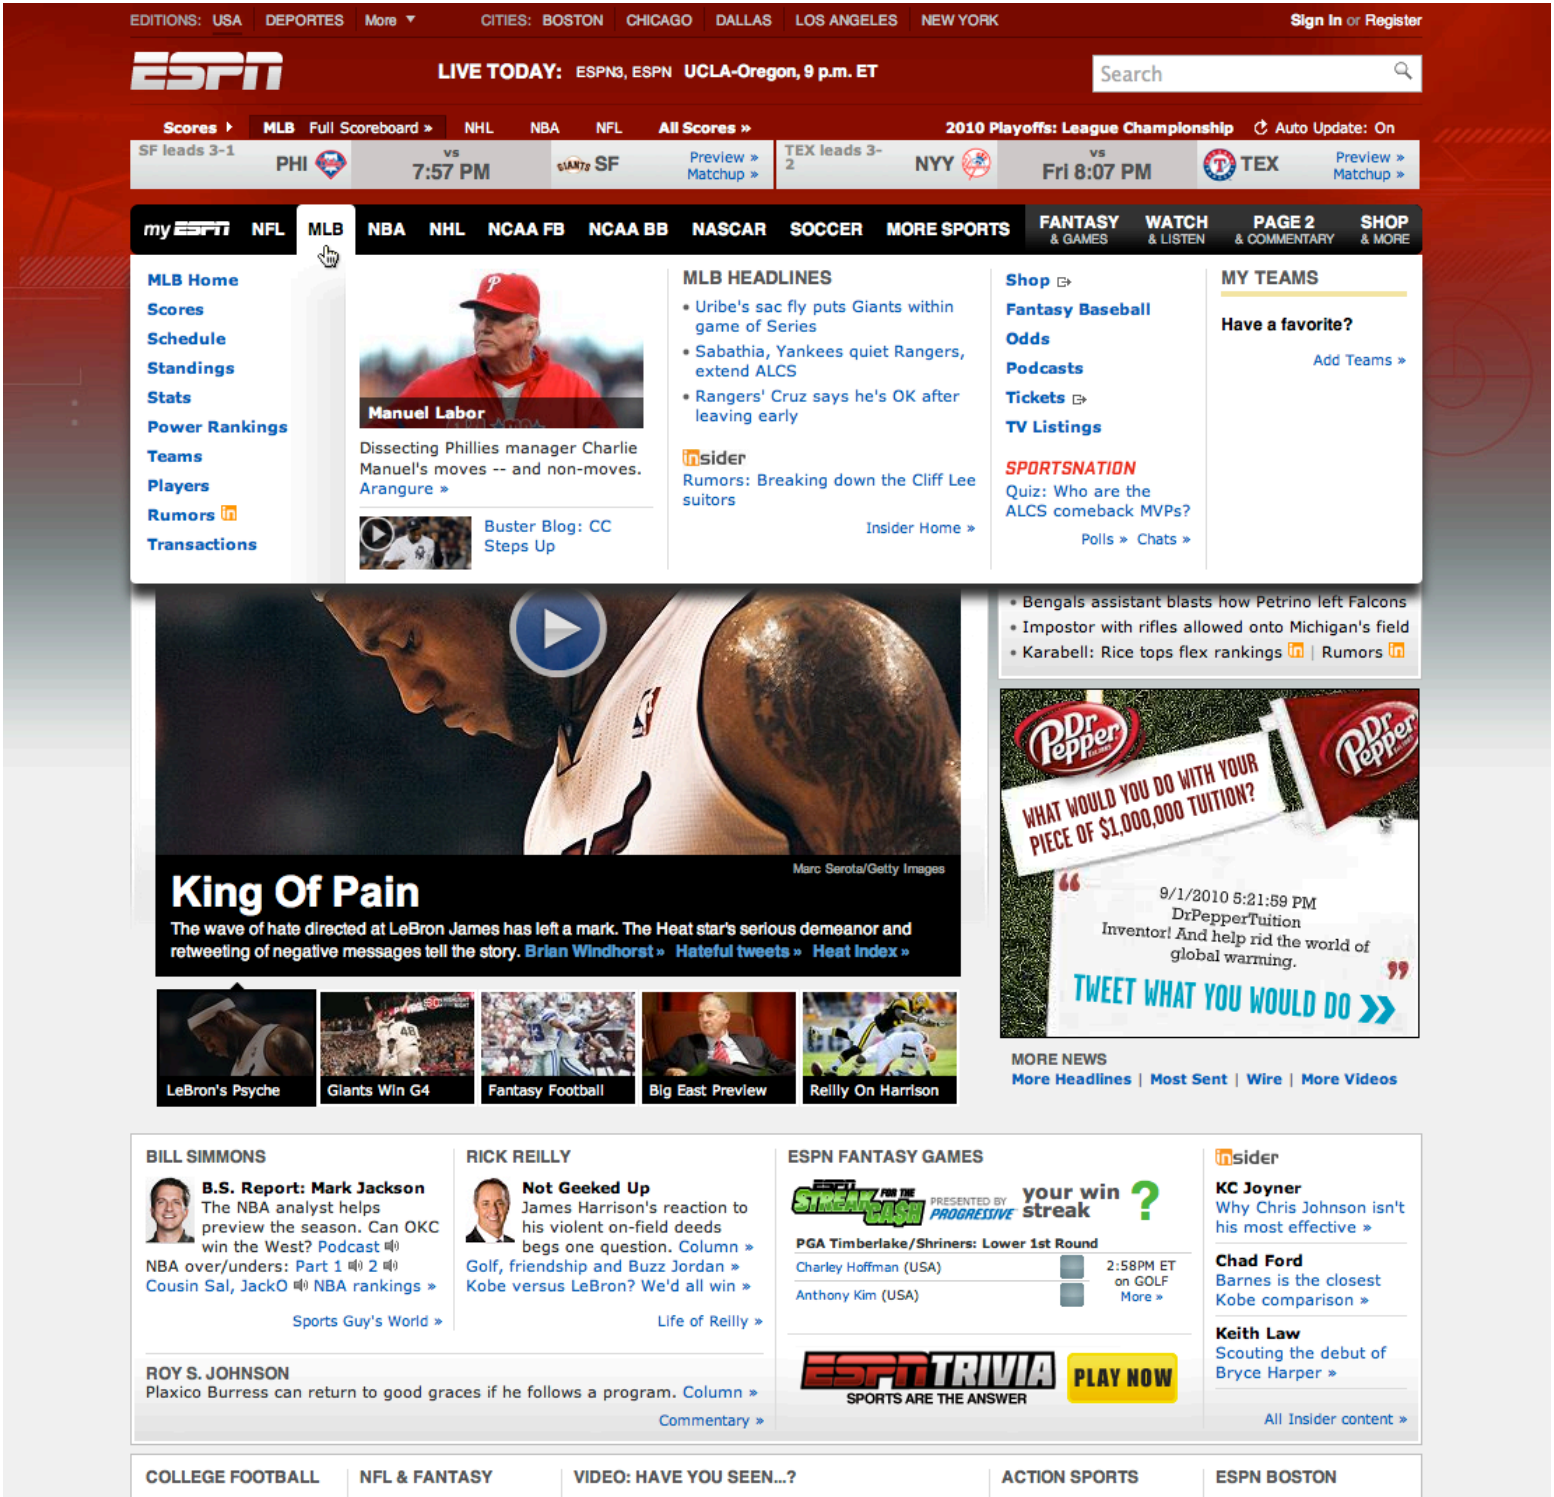 EDITIONS: USA DEPORTES More ▼ CITIES: BOSTON CHICAGO DALLAS LOS ANGELES NEW YORK Sign In or Register
ESPN
LIVE TODAY: ESPN3, ESPN UCLA-Oregon, 9 p.m. ET
Search
Scores MLB Full Scoreboard » NHL NBA NFL All Scores » 2010 Playoffs: League Championship Auto Update: On
SF leads 3-1
PHI
vs
7:57 PM
GIANTS SF
Preview »
Matchup »
TEX leads 3-
2
NYY
vs
Fri 8:07 PM
T TEX
Preview »
Matchup »
my ESPN NFL MLB NBA NHL NCAA FB NCAA BB NASCAR SOCCER MORE SPORTS
FANTASY
& GAMES
WATCH
& LISTEN
PAGE 2
& COMMENTARY
SHOP
& MORE
MLB Home
Scores
Schedule
Standings
Stats
Power Rankings
Teams
Players
Rumors in
Transactions
P
Manuel Labor
Dissecting Phillies manager Charlie
Manuel's moves -- and non-moves.
Arangure »
Buster Blog: CC
Steps Up
MLB HEADLINES
• Uribe's sac fly puts Giants within
game of Series
• Sabathia, Yankees quiet Rangers,
extend ALCS
• Rangers' Cruz says he's OK after
leaving early
insider
Rumors: Breaking down the Cliff Lee
suitors
Insider Home »
Shop
Fantasy Baseball
Odds
Podcasts
Tickets
TV Listings
SPORTSNATION
Quiz: Who are the
ALCS comeback MVPs?
Polls » Chats »
MY TEAMS
Have a favorite?
Add Teams »
• Bengals assistant blasts how Petrino left Falcons
• Impostor with rifles allowed onto Michigan's field
• Karabell: Rice tops flex rankings in | Rumors in
Marc Serota/Getty Images
King Of Pain
The wave of hate directed at LeBron James has left a mark. The Heat star's serious demeanor and
retweeting of negative messages tell the story. Brian Windhorst » Hateful tweets » Heat Index »
LeBron's Psyche
48
Giants Win G4
Fantasy Football
Big East Preview
Reilly On Harrison
Dr Pepper
Dr Pepper
WHAT WOULD YOU DO WITH YOUR
PIECE OF $1,000,000 TUITION?
“
9/1/2010 5:21:59 PM
DrPepperTuition
Inventor! And help rid the world of
global warming.
”
TWEET WHAT YOU WOULD DO »
MORE NEWS
More Headlines | Most Sent | Wire | More Videos
BILL SIMMONS
B.S. Report: Mark Jackson
The NBA analyst helps
preview the season. Can OKC
win the West? Podcast
NBA over/unders: Part 1 2
Cousin Sal, JackO NBA rankings »
Sports Guy's World »
RICK REILLY
Not Geeked Up
James Harrison's reaction to
his violent on-field deeds
begs one question. Column »
Golf, friendship and Buzz Jordan »
Kobe versus LeBron? We'd all win »
Life of Reilly »
ROY S. JOHNSON
Plaxico Burress can return to good graces if he follows a program. Column »
Commentary »
ESPN FANTASY GAMES
ESPN
STREAK FOR THE CASH
PRESENTED BY
PROGRESSIVE
your win
streak
?
PGA Timberlake/Shriners: Lower 1st Round
Charley Hoffman (USA)
Anthony Kim (USA)
2:58PM ET
on GOLF
More »
ESPN TRIVIA
SPORTS ARE THE ANSWER
PLAY NOW
insider
KC Joyner
Why Chris Johnson isn't
his most effective »
Chad Ford
Barnes is the closest
Kobe comparison »
Keith Law
Scouting the debut of
Bryce Harper »
All Insider content »
COLLEGE FOOTBALL NFL & FANTASY VIDEO: HAVE YOU SEEN...? ACTION SPORTS ESPN BOSTON